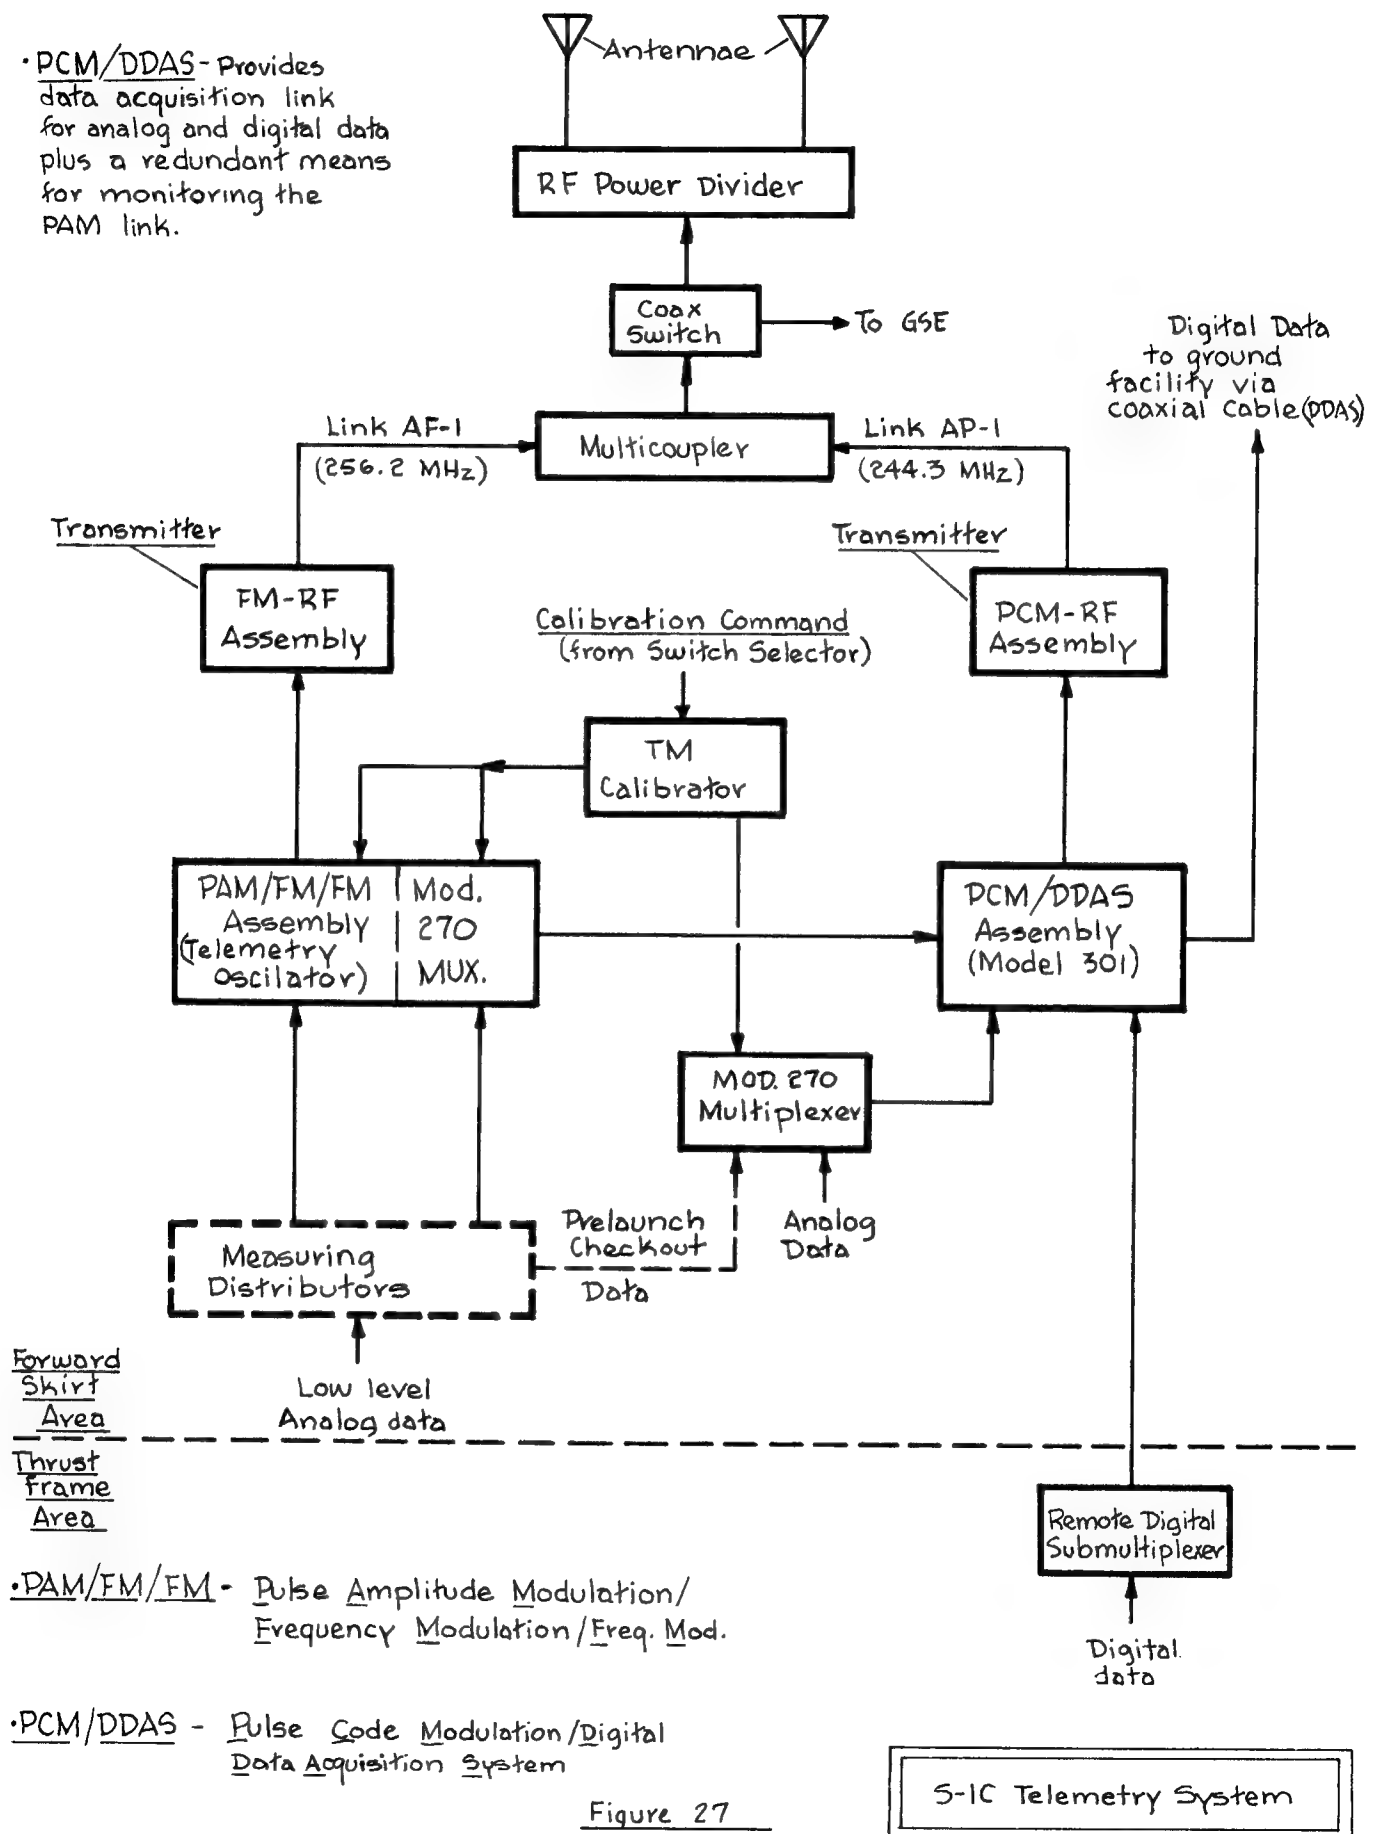 ·PCM/DDAS - Provides
data acquisition link
for analog and digital data
plus a redundant means
for monitoring the
PAM link.
Antennae
RF Power Divider
Coax
Switch
To GSE
Digital Data
to ground
facility via
coaxial cable (DDAS)
Link AF-1
(256.2 MHz)
Multicoupler
Link AP-1
(244.3 MHz)
Transmitter
FM-RF
Assembly
Transmitter
PCM-RF
Assembly
Calibration Command
(from Switch Selector)
TM
Calibrator
PAM/FM/FM
Assembly
(Telemetry
Oscilator)
Mod.
270
MUX.
PCM/DDAS
Assembly
(Model 301)
MOD. 270
Multiplexer
Measuring
Distributors
Prelaunch
Checkout
Data
Analog
Data
Low level
Analog data
Forward
Skirt
Area
Thrust
Frame
Area
Remote Digital
Submultiplexer
Digital
data
·PAM/FM/FM - Pulse Amplitude Modulation/
Frequency Modulation/Freq. Mod.
·PCM/DDAS - Pulse Code Modulation/Digital
Data Acquisition System
Figure 27
S-IC Telemetry System